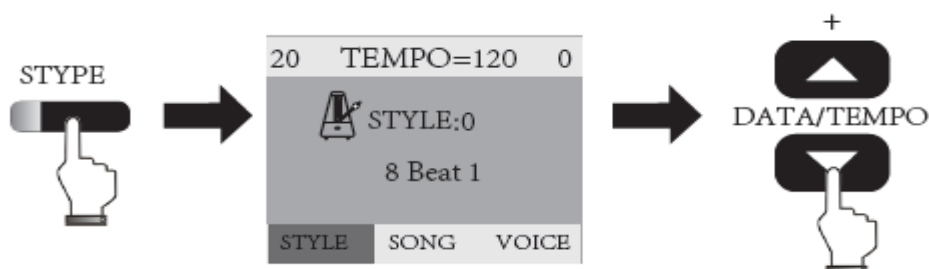 STYPE
20 TEMPO=120 0
STYLE:0
8 Beat 1
STYLE SONG VOICE
+
DATA/TEMPO